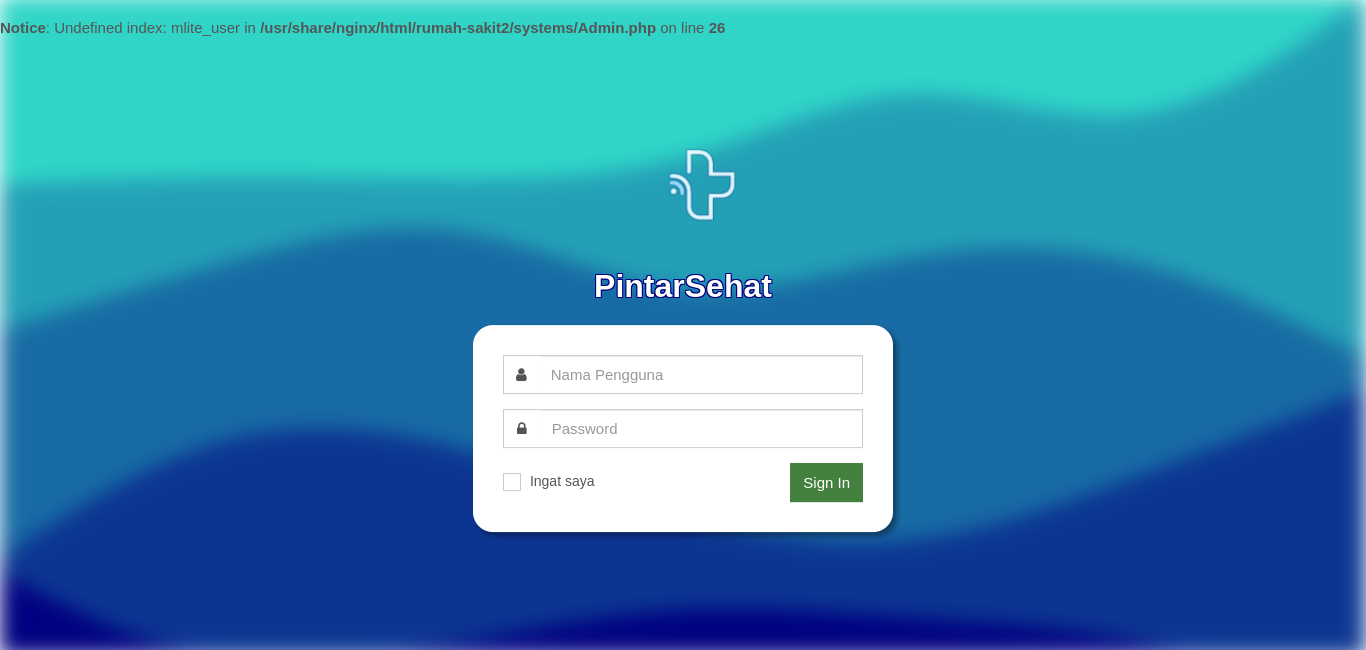 Notice: Undefined index: mlite_user in /usr/share/nginx/html/rumah-sakit2/systems/Admin.php on line 26
PintarSehat
Nama Pengguna
Password
Ingat saya
Sign In